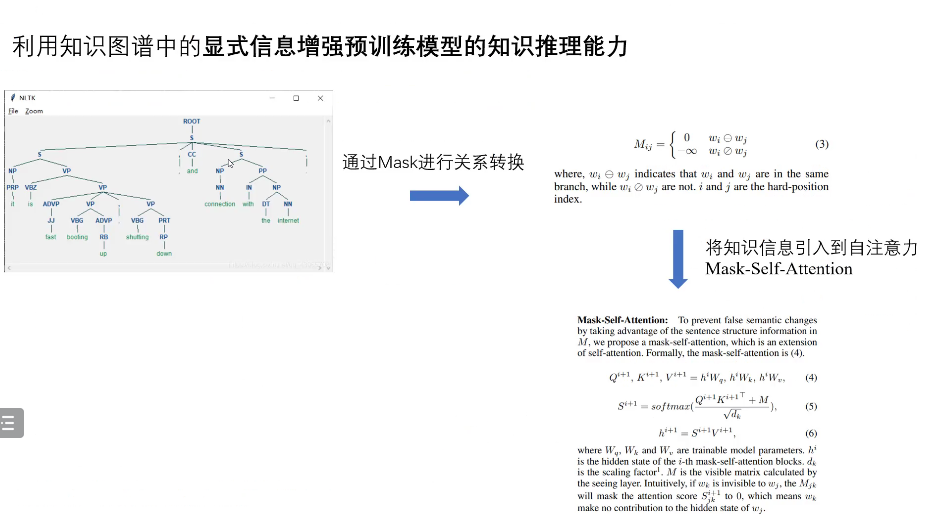 利用知识图谱中的显式信息增强预训练模型的知识推理能力
NLTK
File Zoom
ROOT
S
S CC S
NP VP and NP PP
PRP VBZ VP NN IN NP
it is ADVP VP VP connection with DT NN
JJ VBG ADVP VBG PRT the internet
fast booting RB shutting RP
up down
通过Mask进行关系转换
M_{ij} = { 0 w_i ⊖ w_j
−∞ w_i ⊘ w_j (3)
where, w_i ⊖ w_j indicates that w_i and w_j are in the same
branch, while w_i ⊘ w_j are not. i and j are the hard-position
index.
将知识信息引入到自注意力
Mask-Self-Attention
Mask-Self-Attention: To prevent false semantic changes
by taking advantage of the sentence structure information in
M, we propose a mask-self-attention, which is an extension
of self-attention. Formally, the mask-self-attention is (4).
Q^{i+1}, K^{i+1}, V^{i+1} = h^i W_q, h^i W_k, h^i W_v, (4)
S^{i+1} = softmax(\frac{Q^{i+1} K^{i+1⊤} + M}{\sqrt{d_k}}), (5)
h^{i+1} = S^{i+1} V^{i+1}, (6)
where W_q, W_k and W_v are trainable model parameters. h^i
is the hidden state of the i-th mask-self-attention blocks. d_k
is the scaling factor¹. M is the visible matrix calculated by
the seeing layer. Intuitively, if w_k is invisible to w_j, the M_{jk}
will mask the attention score S_{jk}^{i+1} to 0, which means w_k
make no contribution to the hidden state of w_j.